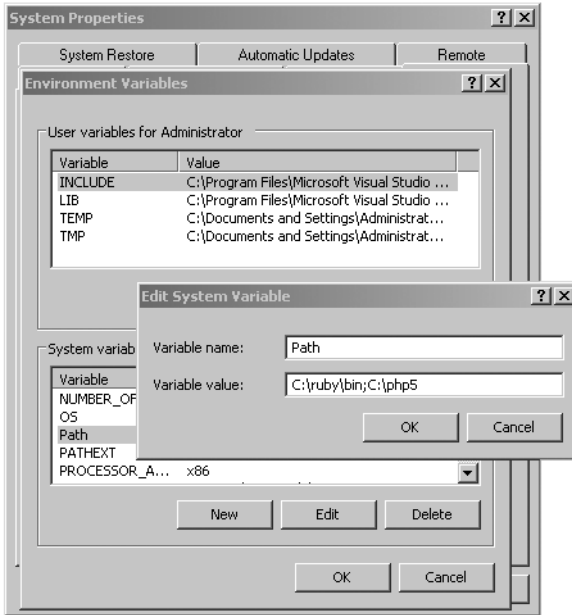 System Properties
System Restore Automatic Updates Remote
Environment Variables
User variables for Administrator
Variable Value
INCLUDE C:\Program Files\Microsoft Visual Studio ...
LIB C:\Program Files\Microsoft Visual Studio ...
TEMP C:\Documents and Settings\Administrat...
TMP C:\Documents and Settings\Administrat...
Edit System Variable
Variable name: Path
Variable value: C:\ruby\bin;C:\php5
OK Cancel
System variab
Variable
NUMBER_OF
OS
Path
PATHEXT
PROCESSOR_A... x86
New Edit Delete
OK Cancel